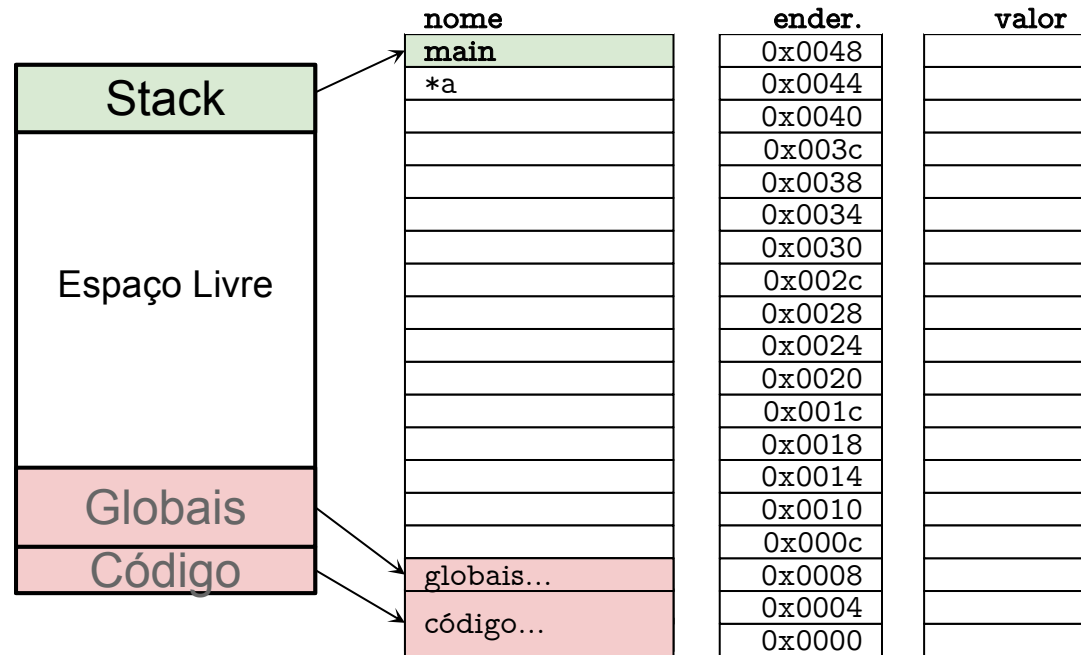 nome ender. valor
main 0x0048
*a 0x0044
0x0040
0x003c
0x0038
0x0034
0x0030
0x002c
0x0028
0x0024
0x0020
0x001c
0x0018
0x0014
0x0010
0x000c
globais... 0x0008
código... 0x0004
0x0000
Stack
Espaço Livre
Globais
Código